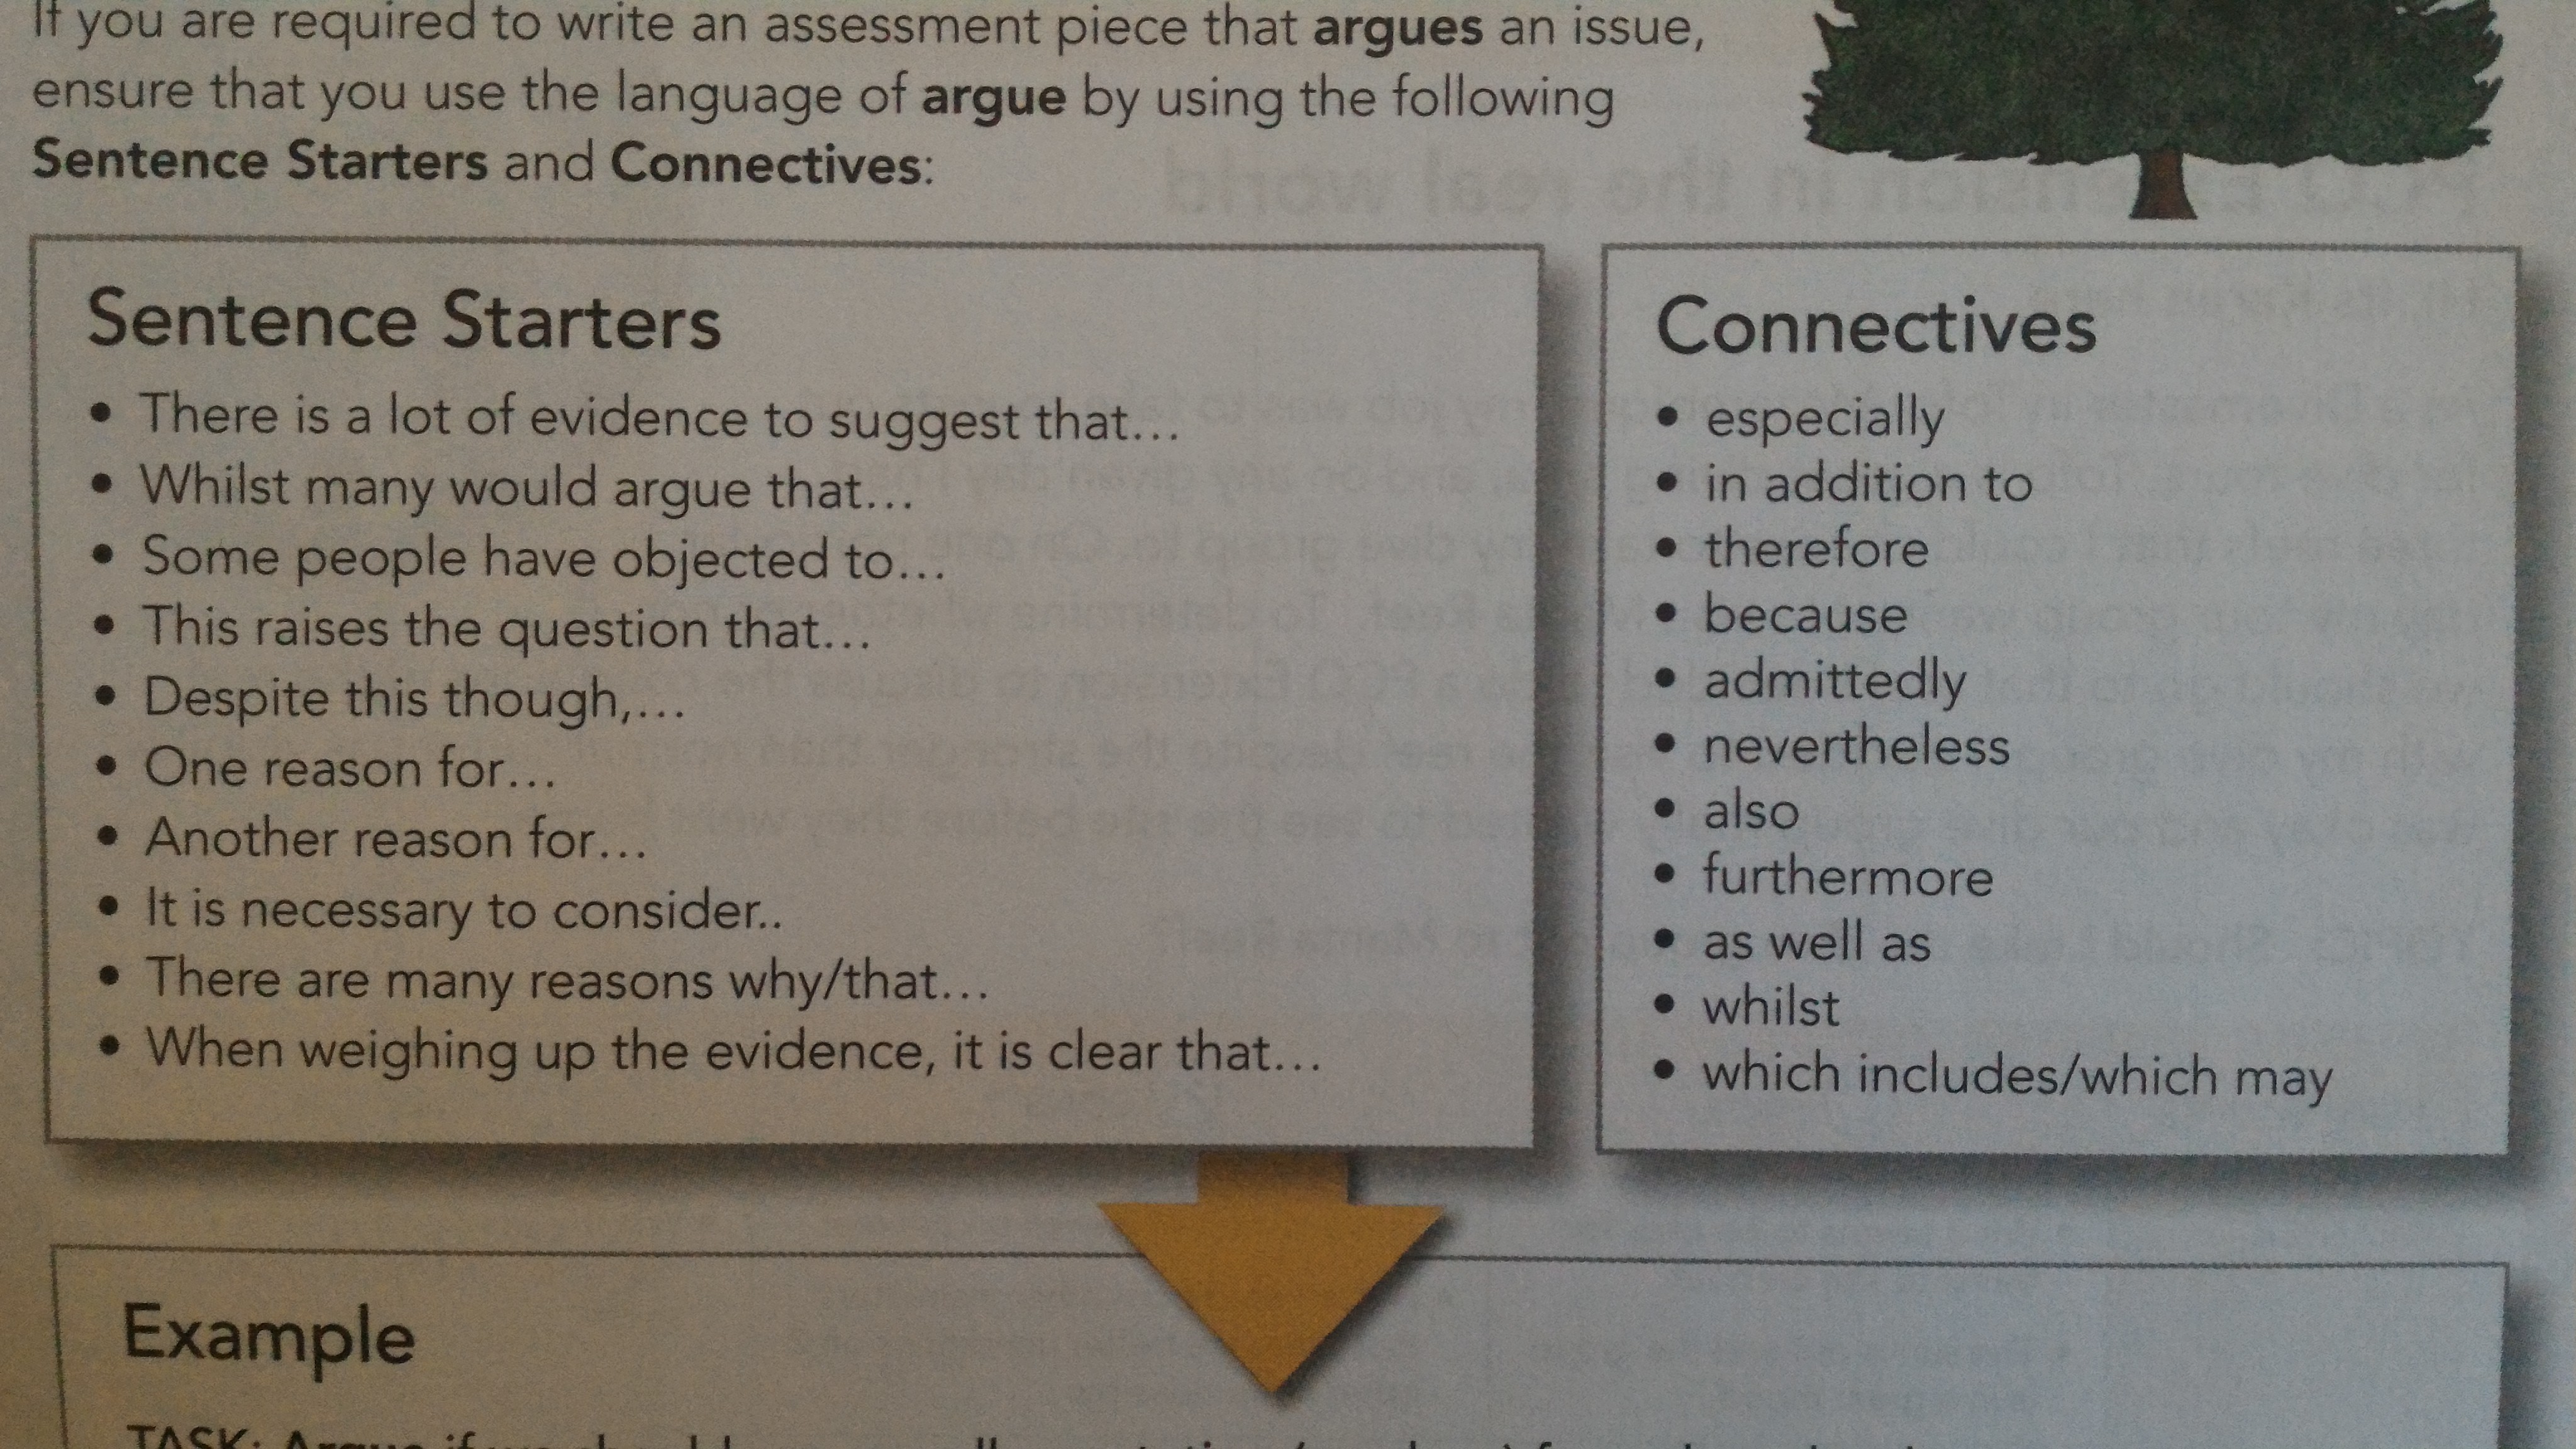 If you are required to write an assessment piece that argues an issue,
ensure that you use the language of argue by using the following
Sentence Starters and Connectives:
Sentence Starters
• There is a lot of evidence to suggest that...
• Whilst many would argue that...
• Some people have objected to...
• This raises the question that...
• Despite this though,...
• One reason for...
• Another reason for...
• It is necessary to consider..
• There are many reasons why/that...
• When weighing up the evidence, it is clear that...
Connectives
• especially
• in addition to
• therefore
• because
• admittedly
• nevertheless
• also
• furthermore
• as well as
• whilst
• which includes/which may
Example
TASK: Argue if we should